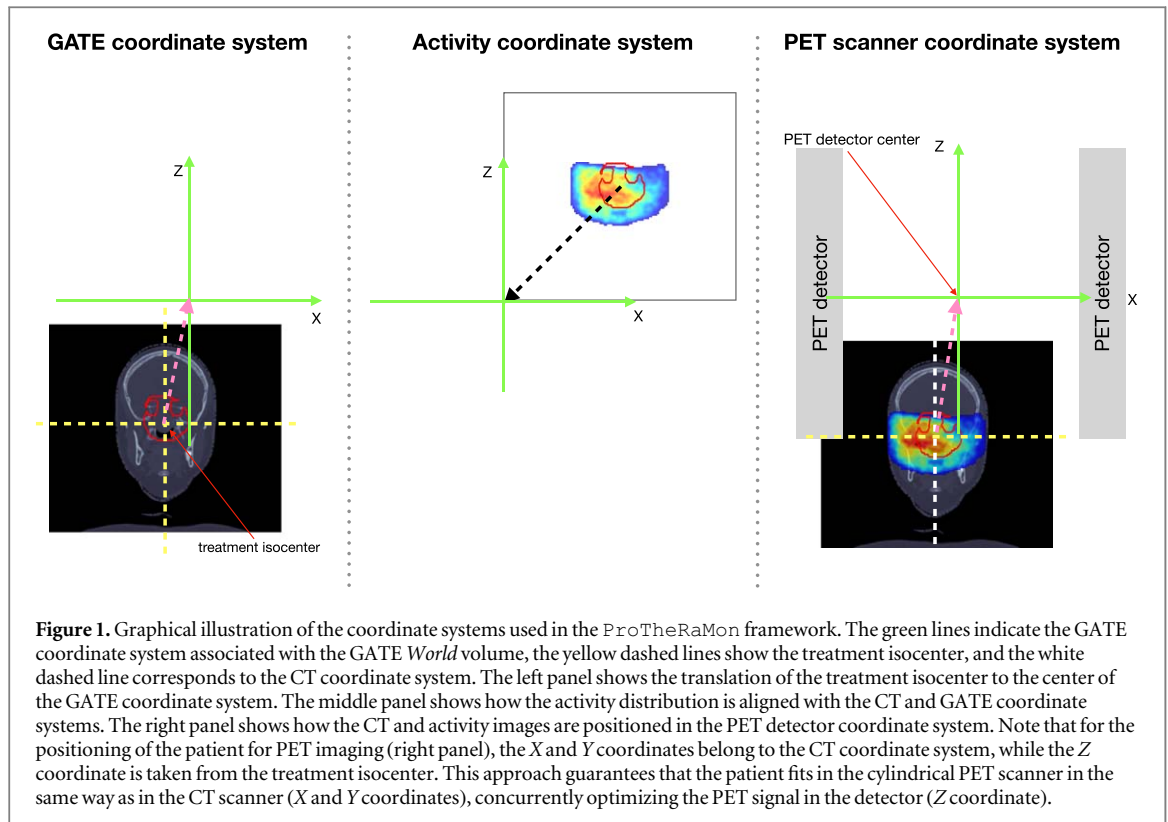 GATE coordinate system
Activity coordinate system
PET scanner coordinate system
Z
X
treatment isocenter
Z
X
PET detector center
Z
PET detector
PET detector
X
Figure 1. Graphical illustration of the coordinate systems used in the ProTheRaMon framework. The green lines indicate the GATE
coordinate system associated with the GATE World volume, the yellow dashed lines show the treatment isocenter, and the white
dashed line corresponds to the CT coordinate system. The left panel shows the translation of the treatment isocenter to the center of
the GATE coordinate system. The middle panel shows how the activity distribution is aligned with the CT and GATE coordinate
systems. The right panel shows how the CT and activity images are positioned in the PET detector coordinate system. Note that for the
positioning of the patient for PET imaging (right panel), the X and Y coordinates belong to the CT coordinate system, while the Z
coordinate is taken from the treatment isocenter. This approach guarantees that the patient fits in the cylindrical PET scanner in the
same way as in the CT scanner (X and Y coordinates), concurrently optimizing the PET signal in the detector (Z coordinate).